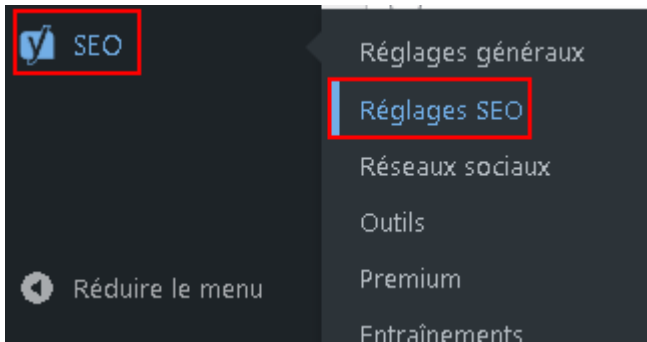 SEO
Réglages généraux
Réglages SEO
Réseaux sociaux
Outils
Premium
Réduire le menu
Entraînements